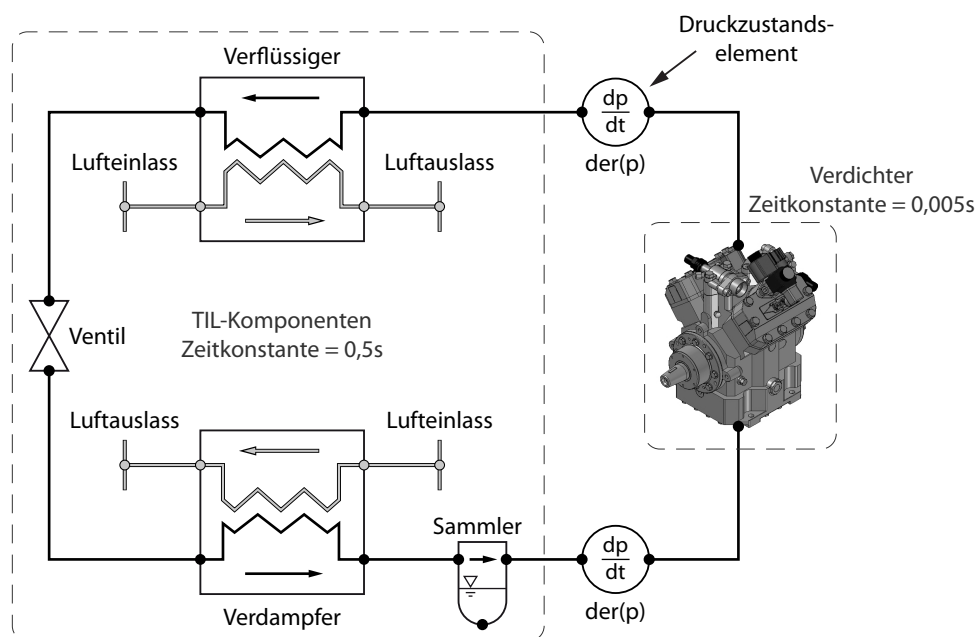 Druckzustands-
element
Verflüssiger
dp
dt
der(p)
Lufteinlass
Luftauslass
Verdichter
Zeitkonstante = 0,005s
Ventil
TIL-Komponenten
Zeitkonstante = 0,5s
Luftauslass
Lufteinlass
Sammler
dp
dt
der(p)
Verdampfer